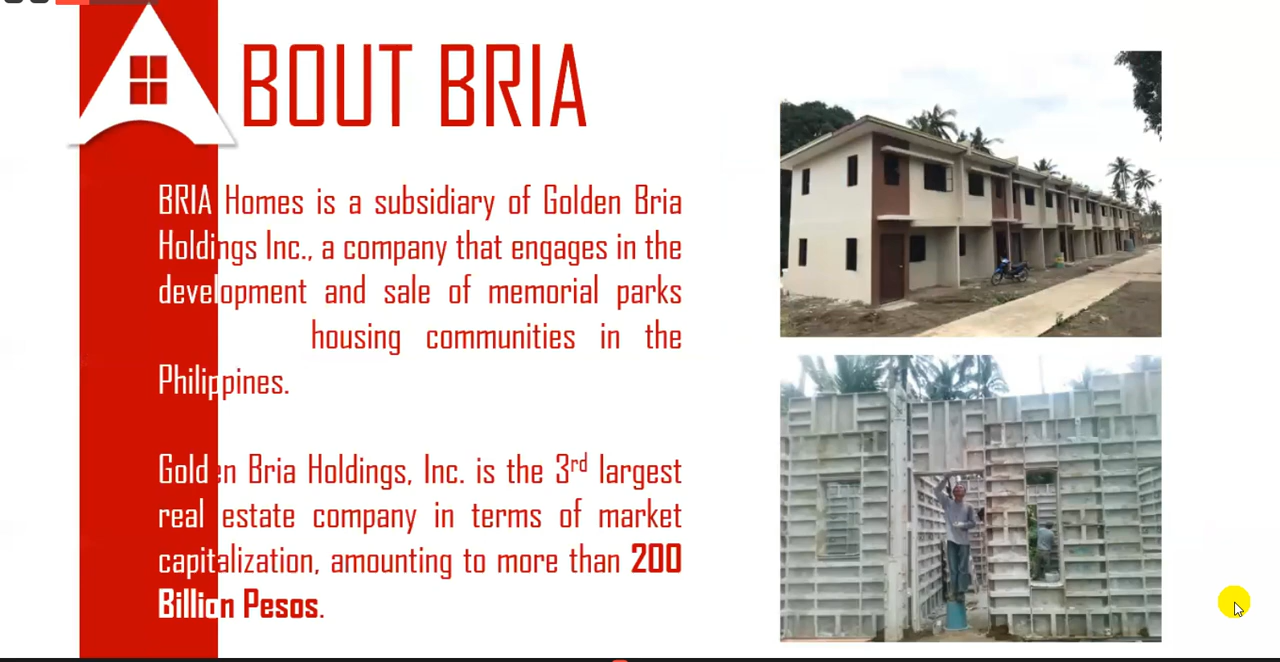 ABOUT BRIA
BRIA Homes is a subsidiary of Golden Bria
Holdings Inc., a company that engages in the
development and sale of memorial parks
housing communities in the
Philippines.
Golden Bria Holdings, Inc. is the 3rd largest
real estate company in terms of market
capitalization, amounting to more than 200
Billion Pesos.